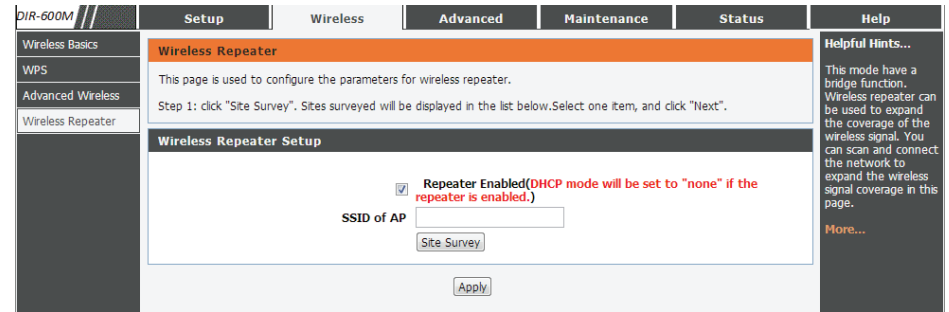 DIR-600M
Setup
Wireless
Advanced
Maintenance
Status
Help
Wireless Basics
WPS
Advanced Wireless
Wireless Repeater
Wireless Repeater
This page is used to configure the parameters for wireless repeater.
Step 1: click "Site Survey". Sites surveyed will be displayed in the list below.Select one item, and click "Next".
Wireless Repeater Setup
Repeater Enabled(DHCP mode will be set to "none" if the
repeater is enabled.)
SSID of AP
Site Survey
Apply
Helpful Hints...
This mode have a
bridge function.
Wireless repeater can
be used to expand
the coverage of the
wireless signal. You
can scan and connect
the network to
expand the wireless
signal coverage in this
page.
More...